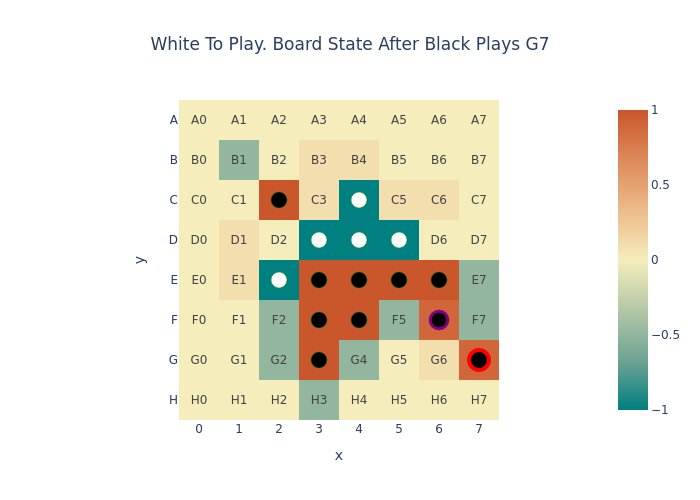 White To Play. Board State After Black Plays G7
A A0 A1 A2 A3 A4 A5 A6 A7
B B0 B1 B2 B3 B4 B5 B6 B7
C C0 C1 C3 C5 C6 C7
D D0 D1 D2 D6 D7
E E0 E1 E7
F F0 F1 F2 F5 F7
G G0 G1 G2 G4 G5 G6
H H0 H1 H2 H3 H4 H5 H6 H7
0 1 2 3 4 5 6 7
x
y
1
0.5
0
−0.5
−1